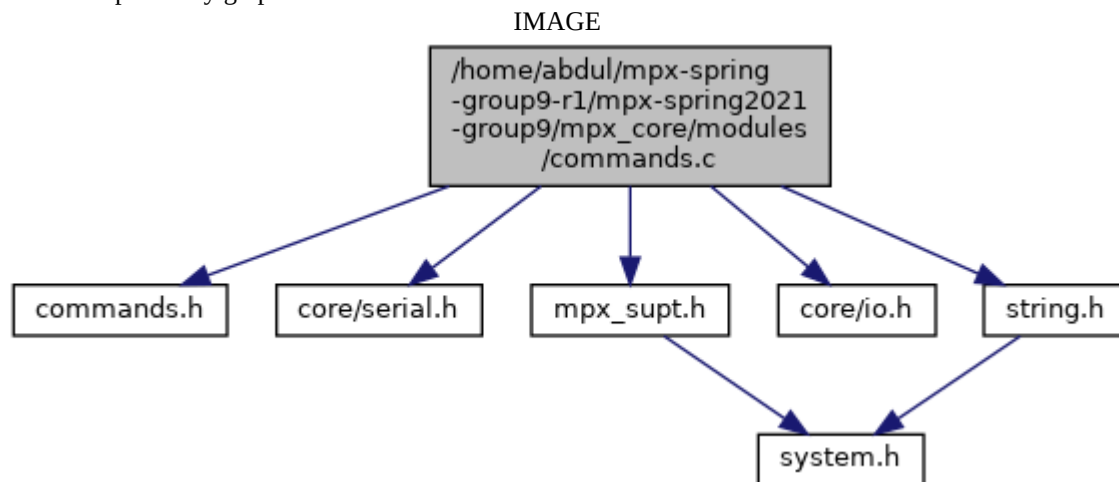 IMAGE
/home/abdul/mpx-spring
-group9-r1/mpx-spring2021
-group9/mpx_core/modules
/commands.c
commands.h
core/serial.h
mpx_supt.h
core/io.h
string.h
system.h